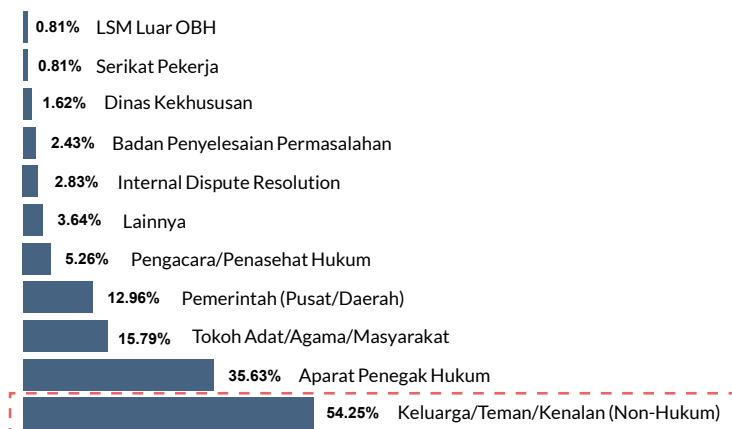 0.81% LSM Luar OBH
0.81% Serikat Pekerja
1.62% Dinas Kekhususan
2.43% Badan Penyelesaian Permasalahan
2.83% Internal Dispute Resolution
3.64% Lainnya
5.26% Pengacara/Penasehat Hukum
12.96% Pemerintah (Pusat/Daerah)
15.79% Tokoh Adat/Agama/Masyarakat
35.63% Aparat Penegak Hukum
54.25% Keluarga/Teman/Kenalan (Non-Hukum)